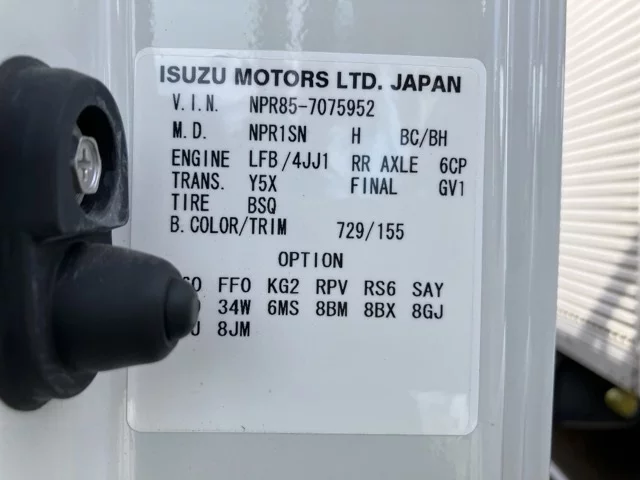 ISUZU MOTORS LTD. JAPAN
V.I.N. NPR85-7075952
M.D. NPR1SN H BC/BH
ENGINE LFB/4JJ1 RR AXLE 6CP
TRANS. Y5X FINAL GV1
TIRE BSQ
B.COLOR/TRIM 729/155
OPTION
FFO KG2 RPV RS6 SAY
34W 6MS 8BM 8BX 8GJ
8JM